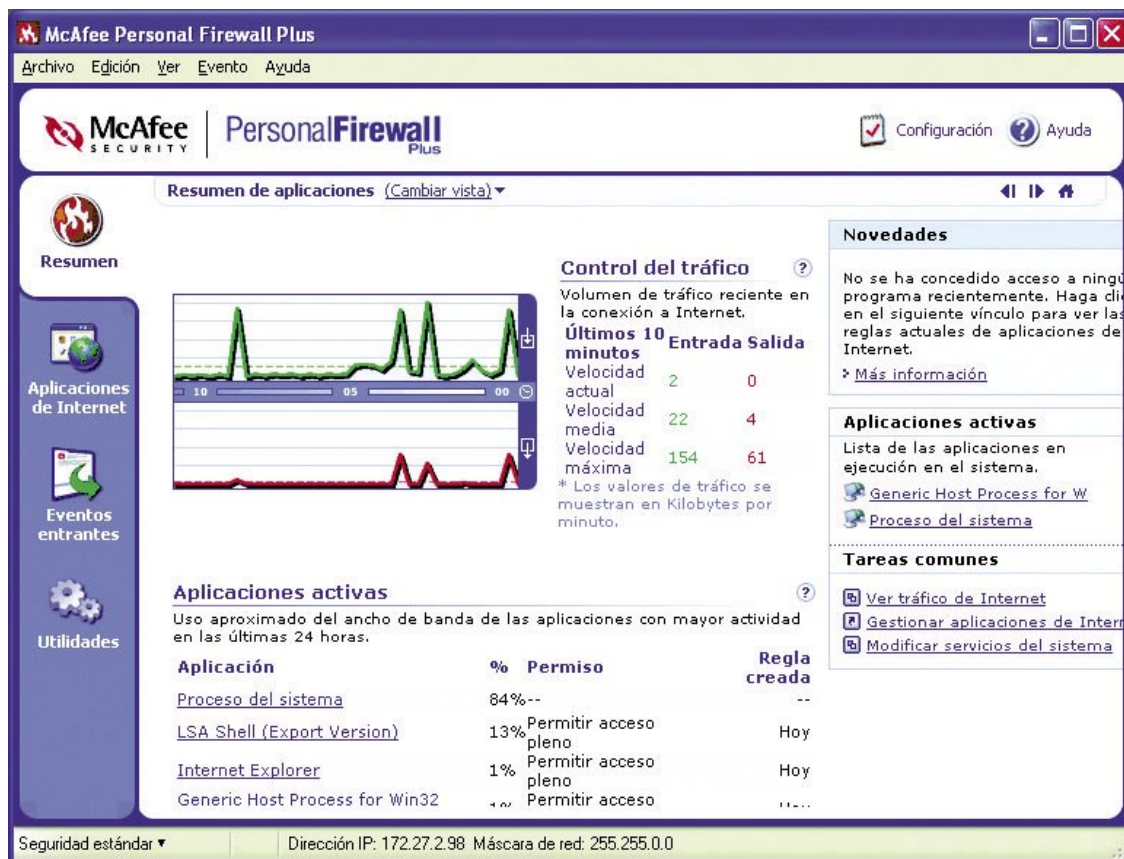 McAfee Personal Firewall Plus
Archivo Edición Ver Evento Ayuda
McAfee SECURITY PersonalFirewall Plus
Configuración Ayuda
Resumen
Aplicaciones de Internet
Eventos entrantes
Utilidades
Resumen de aplicaciones (Cambiar vista)
10 05 00
Control del tráfico ?
Volumen de tráfico reciente en
la conexión a Internet.
Últimos 10 minutos Entrada Salida
Velocidad actual 2 0
Velocidad media 22 4
Velocidad máxima 154 61
* Los valores de tráfico se
muestran en Kilobytes por
minuto.
Aplicaciones activas ?
Uso aproximado del ancho de banda de las aplicaciones con mayor actividad
en las últimas 24 horas.
Aplicación % Permiso Regla creada
Proceso del sistema 84% -- --
LSA Shell (Export Version) 13% Permitir acceso pleno Hoy
Internet Explorer 1% Permitir acceso pleno Hoy
Generic Host Process for Win32 Permitir acceso
Novedades
No se ha concedido acceso a ningú
programa recientemente. Haga cli
en el siguiente vínculo para ver las
reglas actuales de aplicaciones de
Internet.
Más información
Aplicaciones activas
Lista de las aplicaciones en
ejecución en el sistema.
Generic Host Process for W
Proceso del sistema
Tareas comunes
Ver tráfico de Internet
Gestionar aplicaciones de Intern
Modificar servicios del sistema
Seguridad estándar Dirección IP: 172.27.2.98 Máscara de red: 255.255.0.0